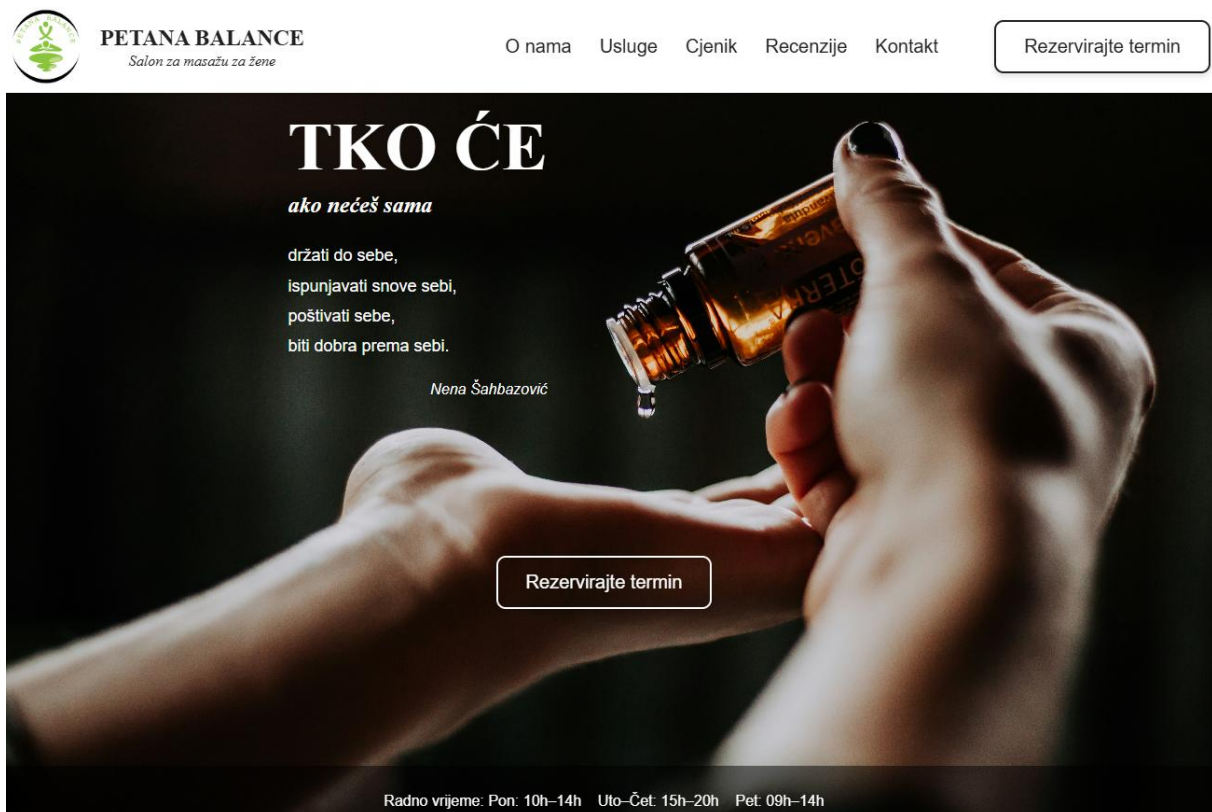 PETANA BALANCE
PETANA BALANCE
Salon za masažu za žene
O nama Usluge Cjenik Recenzije Kontakt Rezervirajte termin
TKO ĆE
ako nećeš sama
držati do sebe,
ispunjavati snove sebi,
poštivati sebe,
biti dobra prema sebi.
Nena Šahbazović
Rezervirajte termin
Radno vrijeme: Pon: 10h–14h Uto–Čet: 15h–20h Pet: 09h–14h